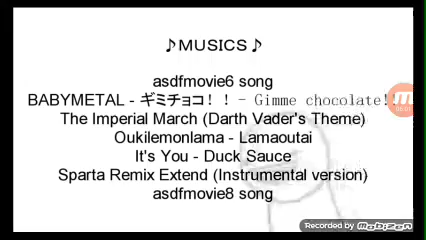 ♪MUSICS♪
asdfmovie6 song
BABYMETAL - ギミチョコ！！- Gimme chocolate!!
The Imperial March (Darth Vader's Theme)
Oukilemonlama - Lamaoutai
It's You - Duck Sauce
Sparta Remix Extend (Instrumental version)
asdfmovie8 song
Recorded by Mobizen